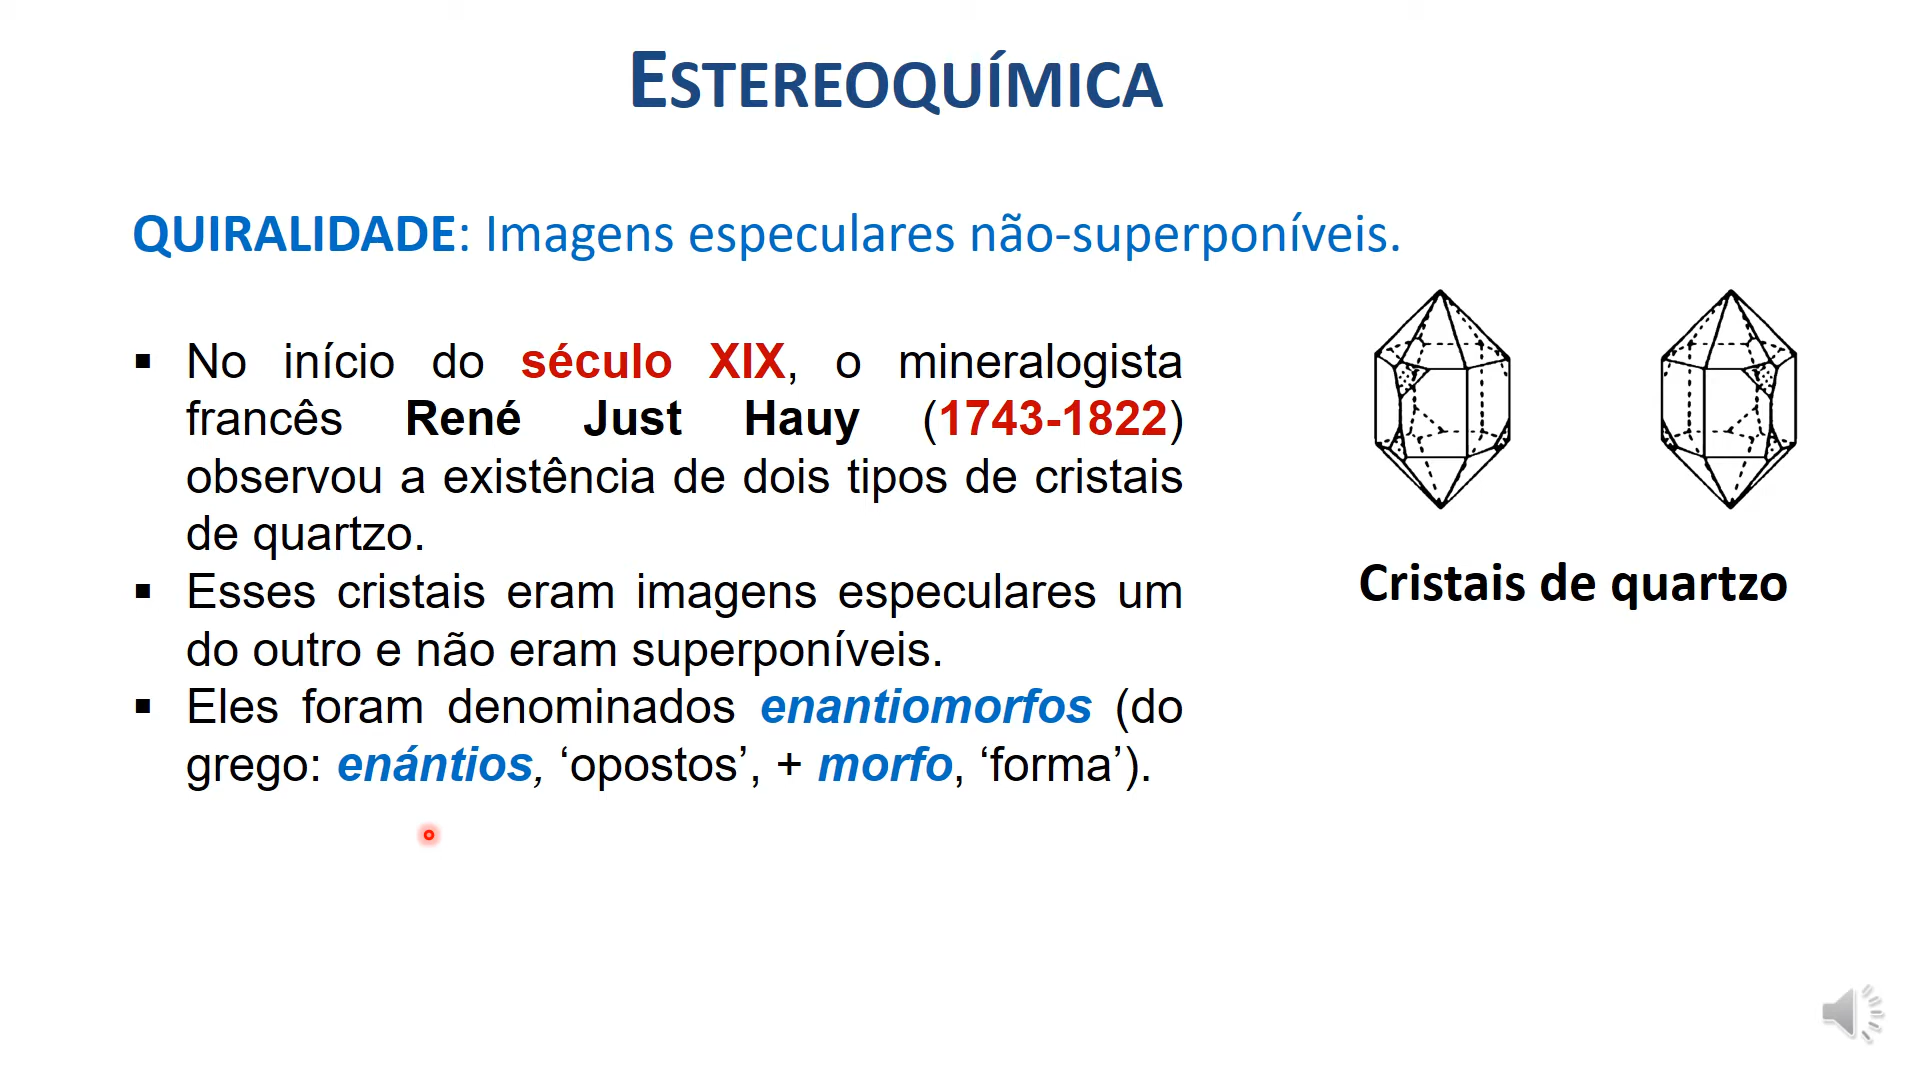 ESTEREOQUÍMICA
QUIRALIDADE: Imagens especulares não-superponíveis.
▪ No início do século XIX, o mineralogista
francês René Just Hauy (1743-1822)
observou a existência de dois tipos de cristais
de quartzo.
▪ Esses cristais eram imagens especulares um
do outro e não eram superponíveis.
▪ Eles foram denominados enantiomorfos (do
grego: enántios, ‘opostos’, + morfo, ‘forma’).
Cristais de quartzo